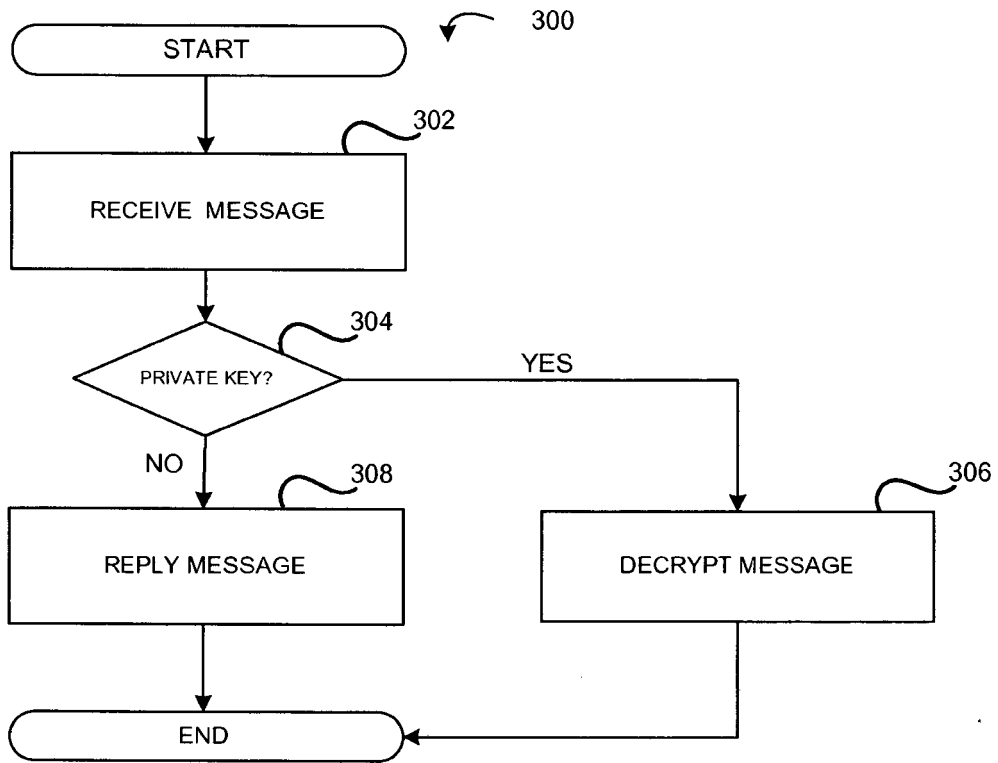 START
300
302
RECEIVE MESSAGE
304
PRIVATE KEY?
YES
NO
308
306
REPLY MESSAGE
DECRYPT MESSAGE
END